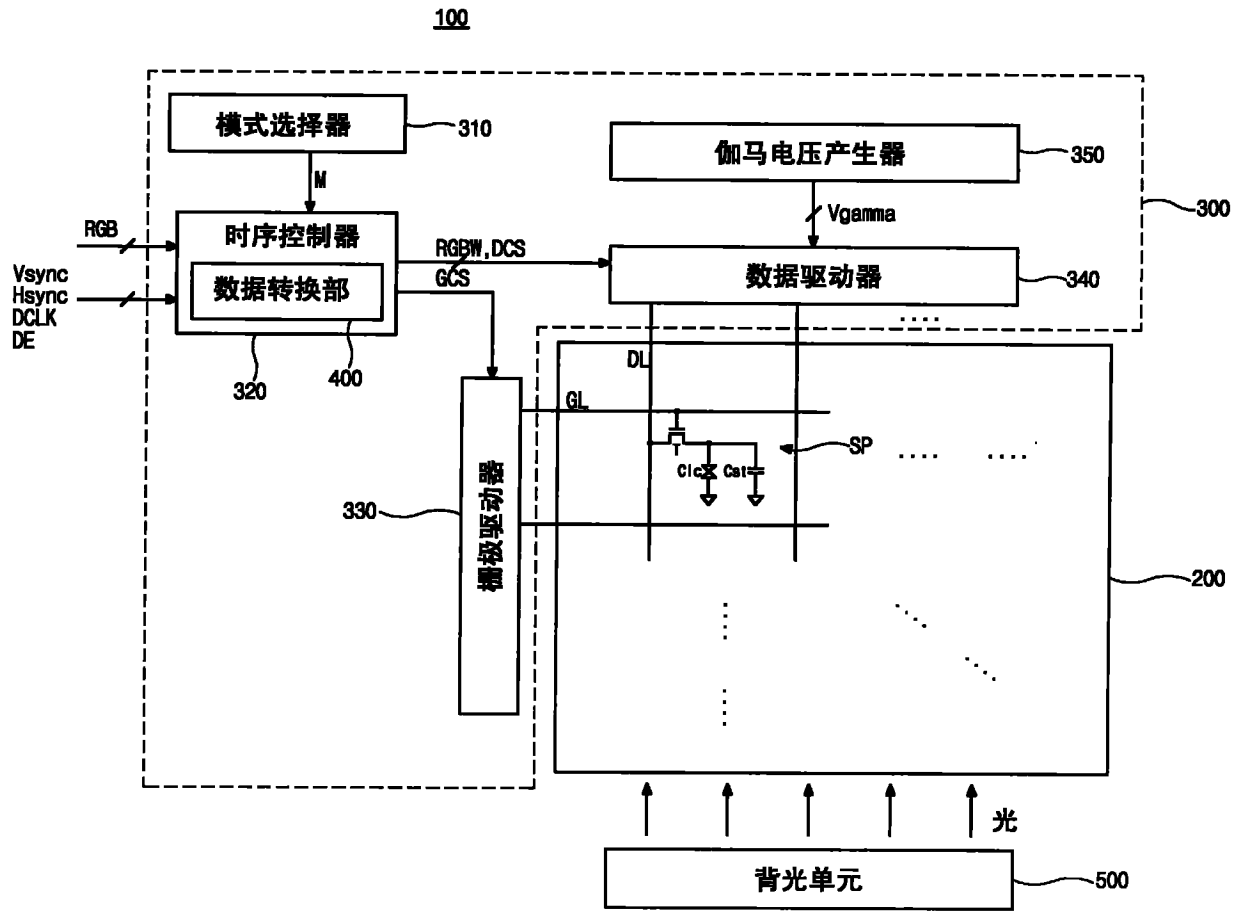 100
模式选择器
310
伽马电压产生器
350
M
Vgamma
300
RGB
时序控制器
RGBW,DCS
数据驱动器
340
Vsync
Hsync
DCLK
DE
数据转换部
GCS
320
400
DL
GL
SP
Clc
Cst
330
栅极驱动器
200
光
背光单元
500